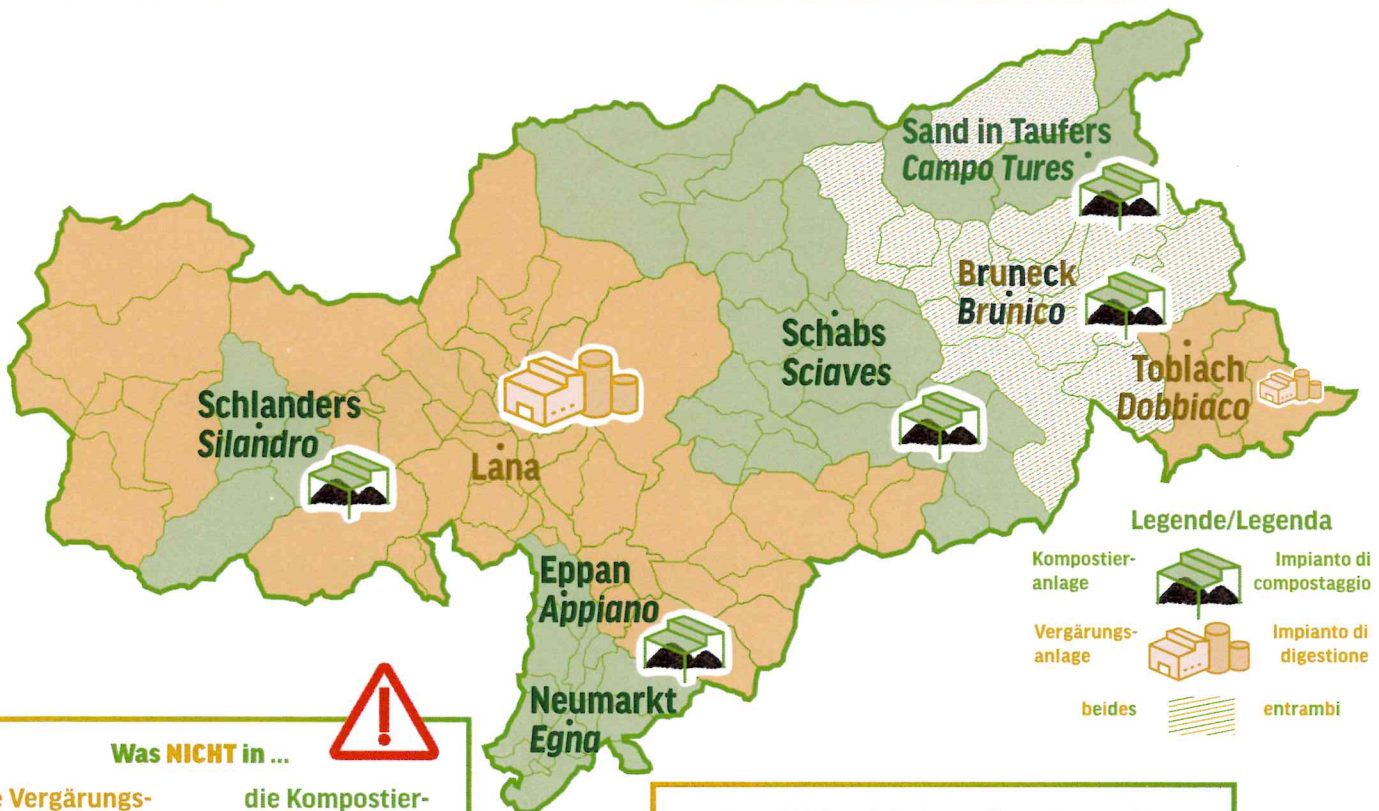 Sand in Taufers
Campo Tures
Bruneck
Brunico
Schabs
Sciaves
Toblach
Dobbiaco
Schlanders
Silandro
Lana
Eppan
Appiano
Neumarkt
Egna
Legende/Legenda
Kompostier-
anlage
Impianto di
compostaggio
Vergärungs-
anlage
Impianto di
digestione
beides
entrambi
Was NICHT in ...
Vergärungs-
die Kompostier-